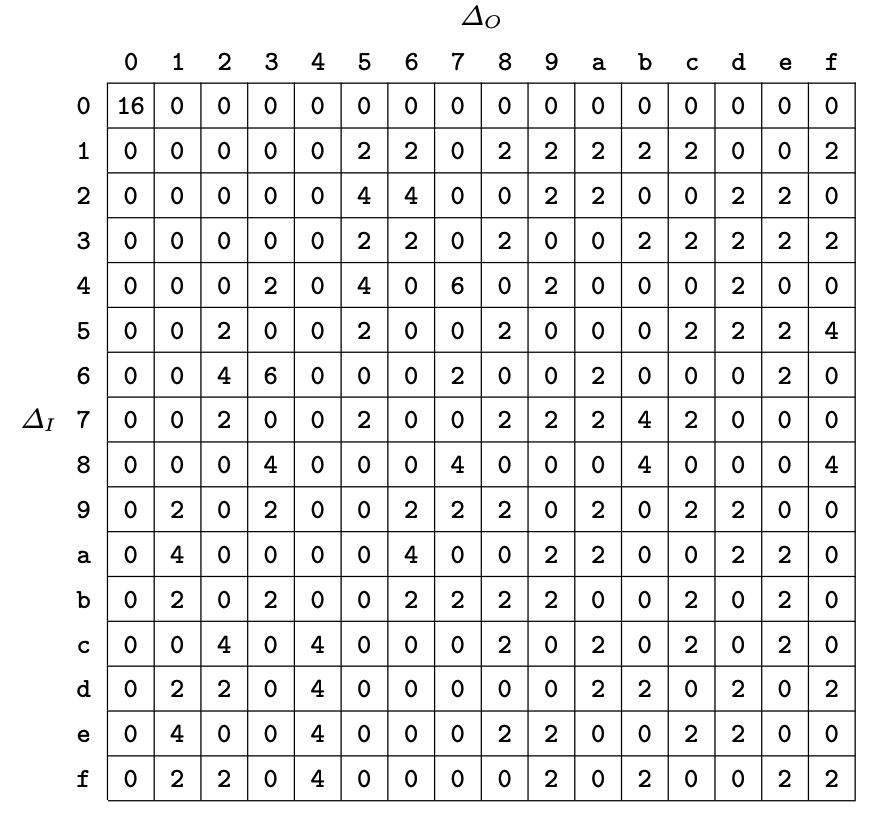 Δ_O
0 1 2 3 4 5 6 7 8 9 a b c d e f
0 16 0 0 0 0 0 0 0 0 0 0 0 0 0 0 0
1 0 0 0 0 0 2 2 0 2 2 2 2 2 0 0 2
2 0 0 0 0 0 4 4 0 0 2 2 0 0 2 2 0
3 0 0 0 0 0 2 2 0 2 0 0 2 2 2 2 2
4 0 0 0 2 0 4 0 6 0 2 0 0 0 2 0 0
5 0 0 2 0 0 2 0 0 2 0 0 0 2 2 2 4
6 0 0 4 6 0 0 0 2 0 0 2 0 0 0 2 0
Δ_I 7 0 0 2 0 0 2 0 0 2 2 2 4 2 0 0 0
8 0 0 0 4 0 0 0 4 0 0 0 4 0 0 0 4
9 0 2 0 2 0 0 2 2 2 0 2 0 2 2 0 0
a 0 4 0 0 0 0 4 0 0 2 2 0 0 2 2 0
b 0 2 0 2 0 0 2 2 2 2 0 0 2 0 2 0
c 0 0 4 0 4 0 0 0 2 0 2 0 2 0 2 0
d 0 2 2 0 4 0 0 0 0 0 2 2 0 2 0 2
e 0 4 0 0 4 0 0 0 2 2 0 0 2 2 0 0
f 0 2 2 0 4 0 0 0 0 2 0 2 0 0 2 2